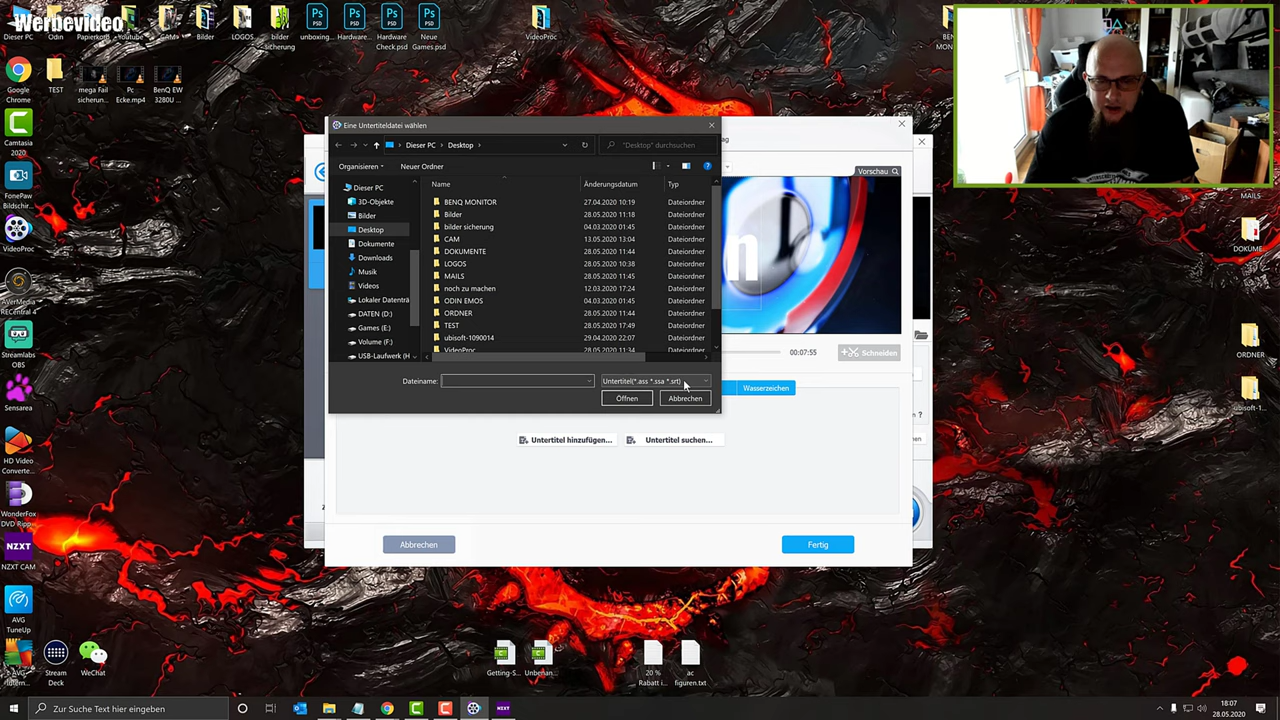 Werbevideo
Dieser PC
Odin
Papierkorb
Youtube
CAM
Bilder
LOGOS
bilder
sicherung
unboxing...
Hardware...
Hardware
Check.psd
Neue
Games.psd
VideoProc
Google
Chrome
TEST
mega Fail
sicherun...
Pc
Ecke.mp4
BenQ EW
3280U ...
Camtasia
2020
FonePaw
Bildschir...
VideoProc
AVerMedia
RECentral 4
Streamlabs
OBS
Sensarea
HD Video
Converte...
WonderFox
DVD Ripp...
NZXT CAM
AVG
TuneUp
Stream
Deck
WeChat
Eine Untertiteldatei wählen
Dieser PC
Desktop
"Desktop" durchsuchen
Organisieren
Neuer Ordner
Name
Änderungsdatum
Typ
Dieser PC
3D-Objekte
Bilder
Desktop
Dokumente
Downloads
Musik
Videos
Lokaler Datenträ
DATEN (D:)
Games (E:)
Volume (F:)
USB-Laufwerk (H
BENQ MONITOR 27.04.2020 10:19 Dateiordner
Bilder 28.05.2020 11:18 Dateiordner
bilder sicherung 04.03.2020 01:45 Dateiordner
CAM 13.05.2020 13:04 Dateiordner
DOKUMENTE 28.05.2020 11:44 Dateiordner
LOGOS 28.05.2020 10:38 Dateiordner
MAILS 28.05.2020 11:45 Dateiordner
noch zu machen 12.03.2020 17:24 Dateiordner
ODIN EMOS 04.03.2020 01:45 Dateiordner
ORDNER 28.05.2020 11:44 Dateiordner
TEST 28.05.2020 17:49 Dateiordner
ubisoft-1090014 29.04.2020 22:07 Dateiordner
VideoProc 28.05.2020 11:34 Dateiordner
Dateiname:
Untertitel(*.ass *.ssa *.srt)
Öffnen
Abbrechen
Vorschau
00:07:55
Schneiden
Wasserzeichen
Untertitel hinzufügen...
Untertitel suchen...
Abbrechen
Fertig
MAILS
DOKUME...
ORDNER
ubisoft-1...
Getting-S...
Unbenan...
20 %
Rabatt i...
ac
figuren.txt
Zur Suche Text hier eingeben
18:07
28.05.2020